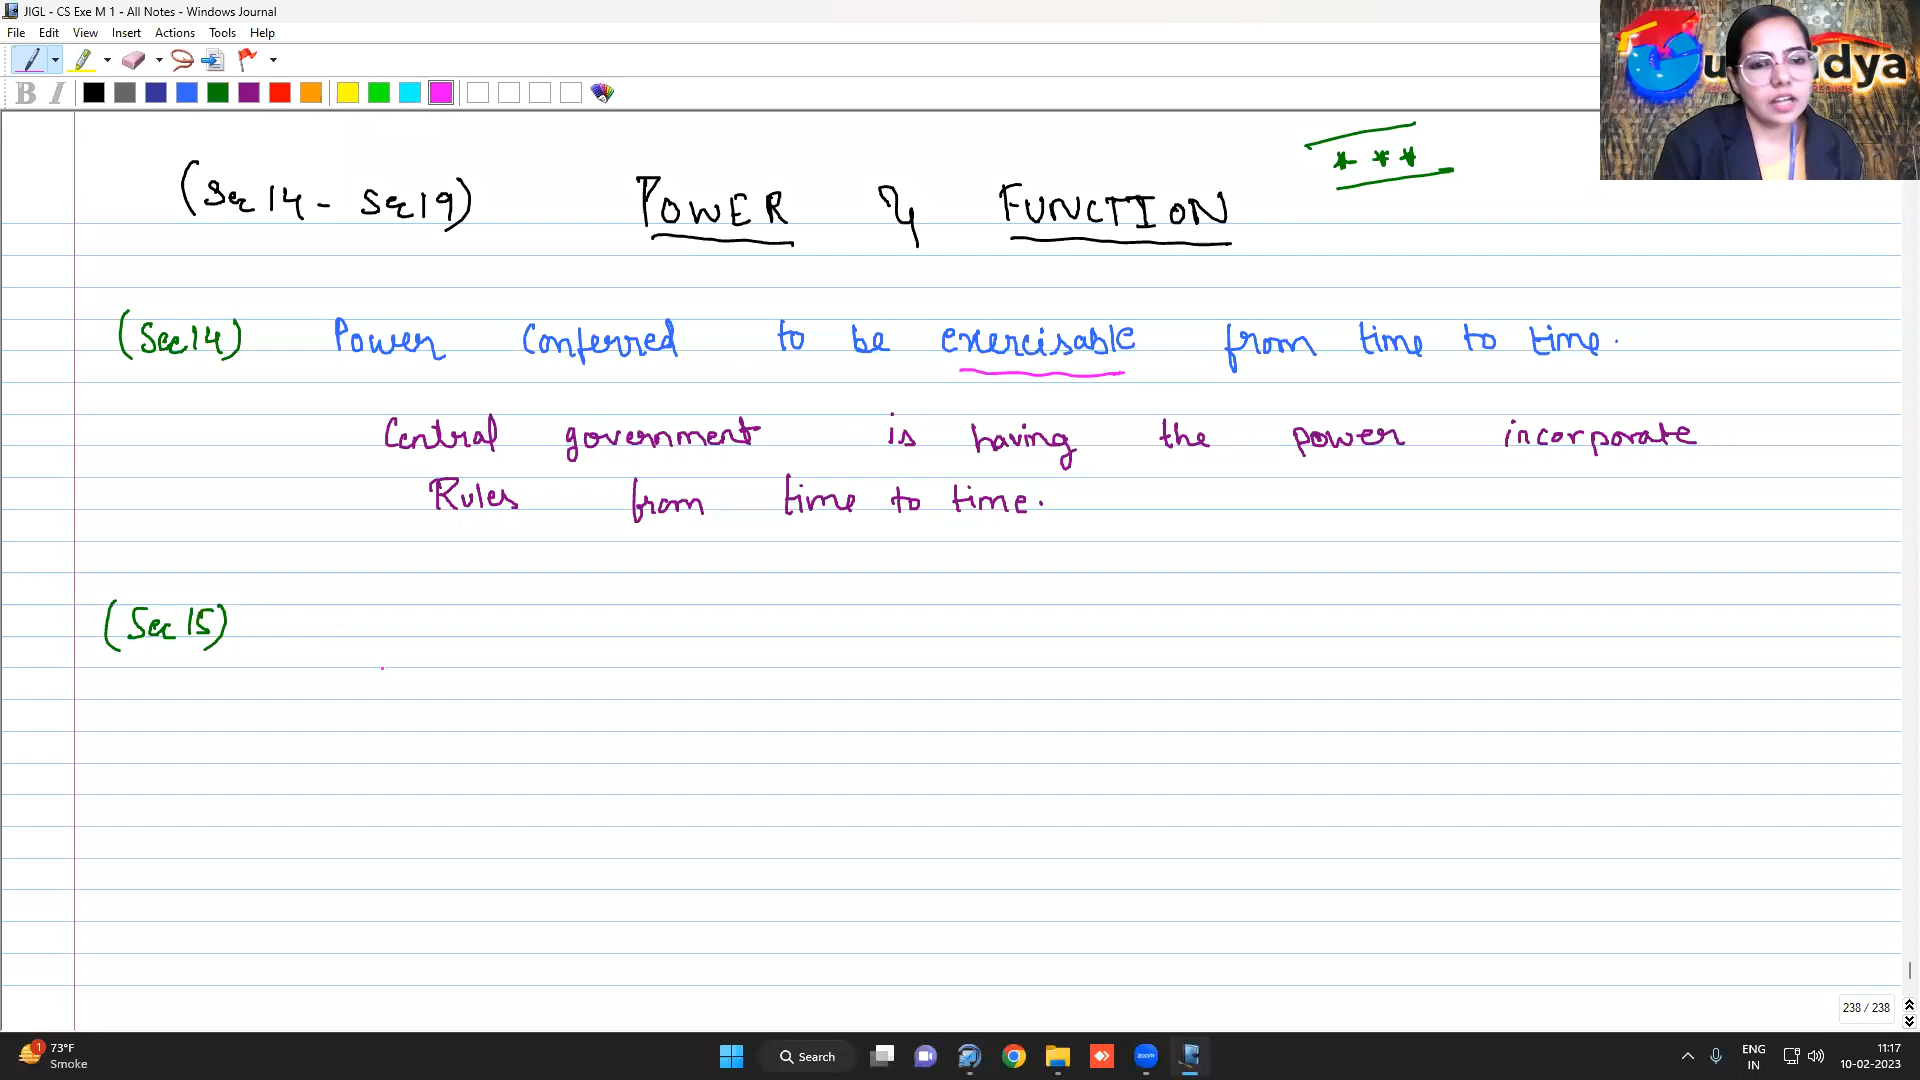 JIGL - CS Exe M 1 - All Notes - Windows Journal
File Edit View Insert Actions Tools Help
B I
dya
***
(Sec 14 - Sec 19) POWER & FUNCTION
(Sec 14) Power Conferred to be exercisable from time to time.
Central government is having the power incorporate
Rules from time to time.
(Sec 15)
238 / 238
1
73°F
Smoke
Search
zoom
ENG
IN
11:17
10-02-2023